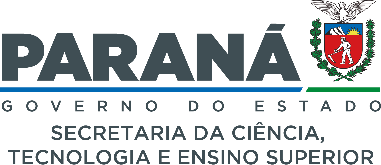 PARANÁ
GOVERNO DO ESTADO
SECRETARIA DA CIÊNCIA,
TECNOLOGIA E ENSINO SUPERIOR